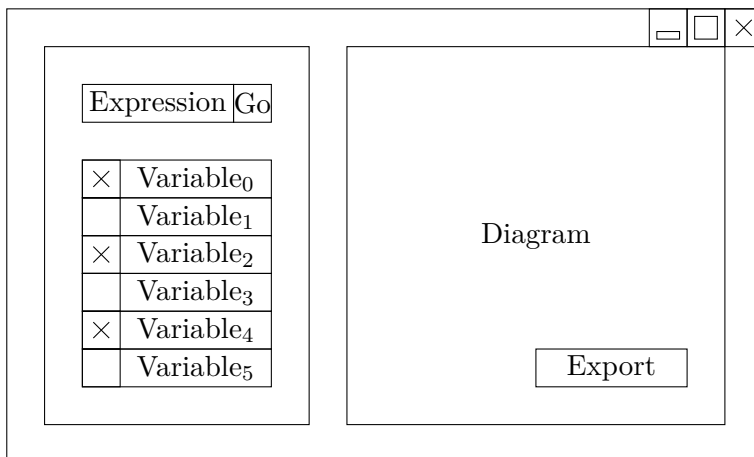 Expression Go
× Variable₀
Variable₁
× Variable₂
Variable₃
× Variable₄
Variable₅
Diagram
Export